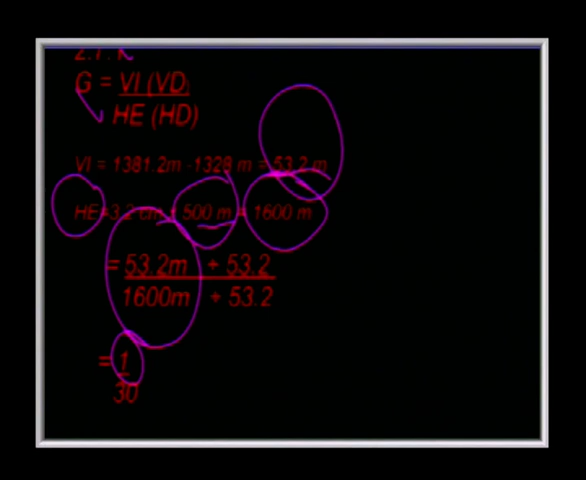 G = VI (VD)
HE (HD)
VI = 1381.2m -1328 m = 53.2 m
HE=3.2 cm × 500 m = 1600 m
= 53.2m ÷ 53.2
1600m ÷ 53.2
= 1
30